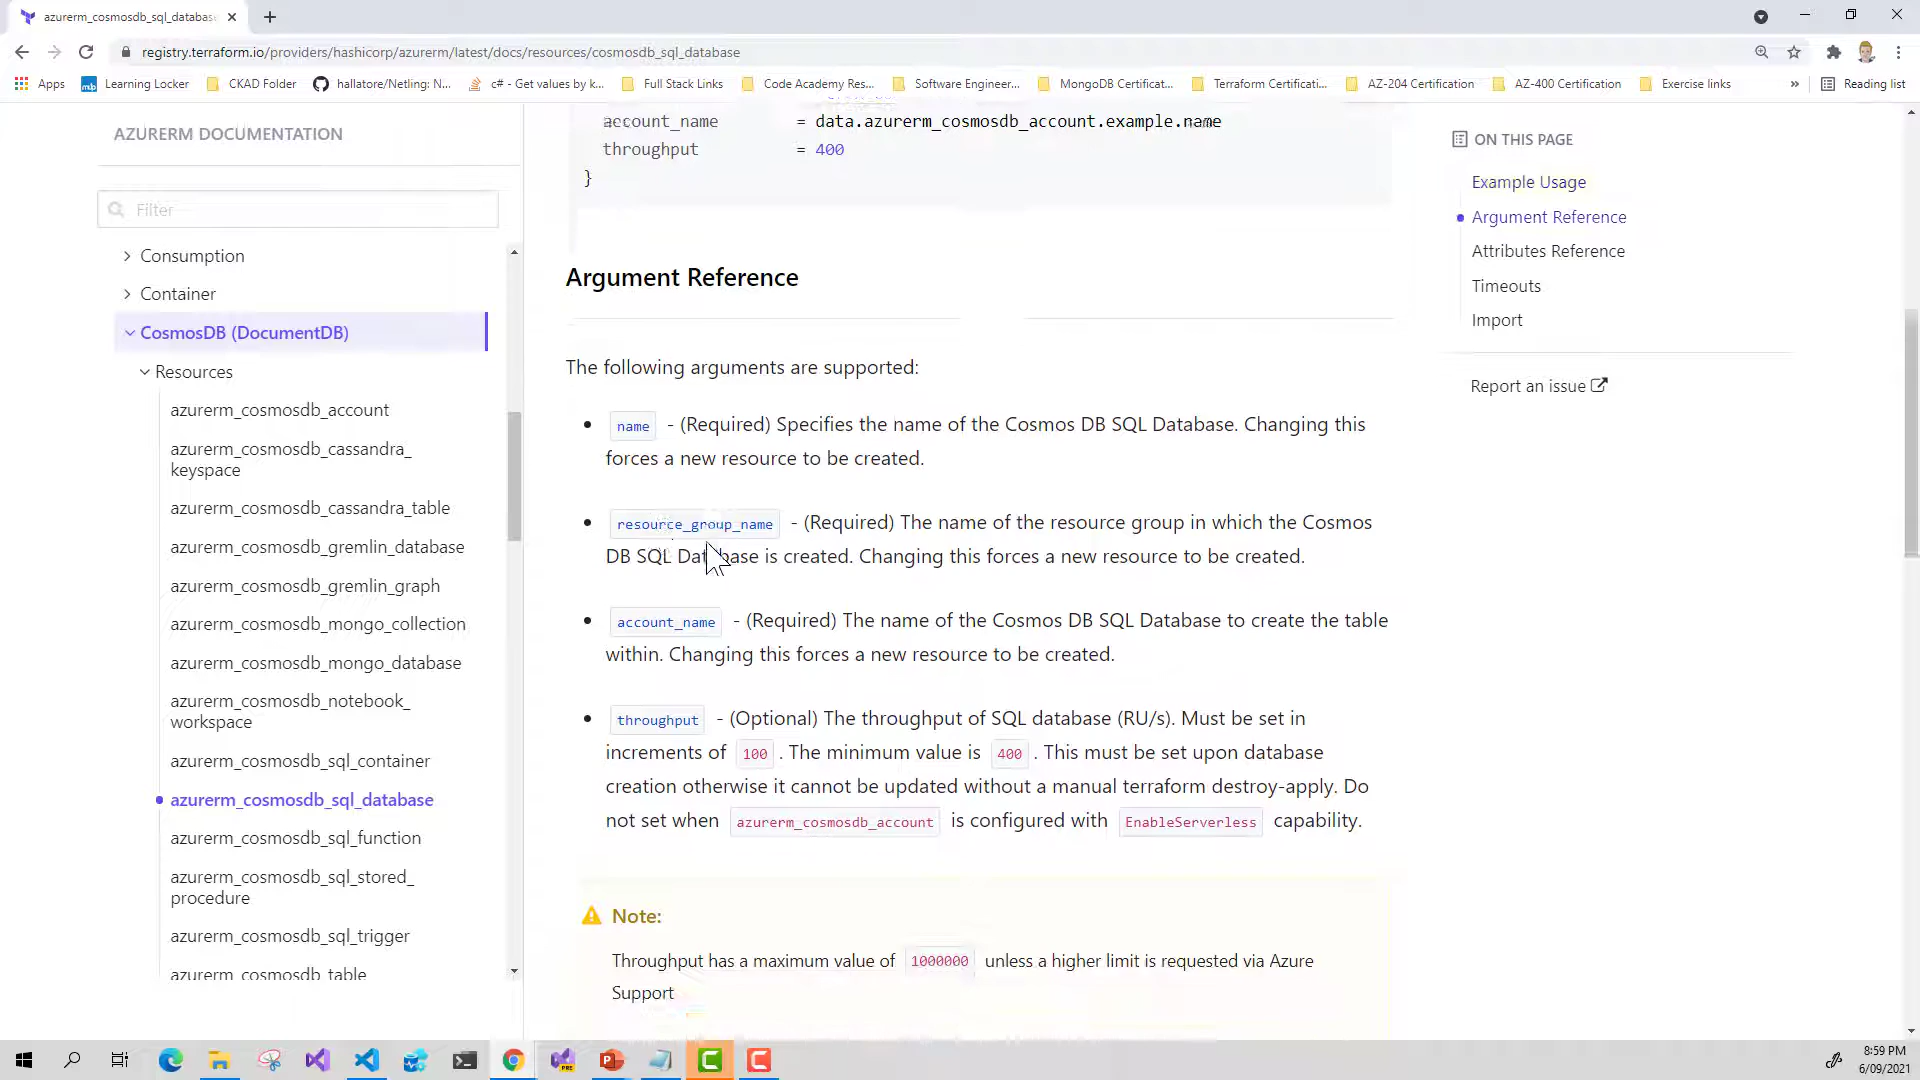 azurerm_cosmosdb_sql_database
registry.terraform.io/providers/hashicorp/azurerm/latest/docs/resources/cosmosdb_sql_database
Apps
Learning Locker
CKAD Folder
hallatore/Netling: N...
c# - Get values by k...
Full Stack Links
Code Academy Res...
Software Engineer...
MongoDB Certificat...
Terraform Certificati...
AZ-204 Certification
AZ-400 Certification
Exercise links
»
Reading list
AZURERM DOCUMENTATION
Filter
Consumption
Container
CosmosDB (DocumentDB)
Resources
azurerm_cosmosdb_account
azurerm_cosmosdb_cassandra_
keyspace
azurerm_cosmosdb_cassandra_table
azurerm_cosmosdb_gremlin_database
azurerm_cosmosdb_gremlin_graph
azurerm_cosmosdb_mongo_collection
azurerm_cosmosdb_mongo_database
azurerm_cosmosdb_notebook_
workspace
azurerm_cosmosdb_sql_container
azurerm_cosmosdb_sql_database
azurerm_cosmosdb_sql_function
azurerm_cosmosdb_sql_stored_
procedure
azurerm_cosmosdb_sql_trigger
azurerm_cosmosdb_table
account_name = data.azurerm_cosmosdb_account.example.name
throughput = 400
}
Argument Reference
The following arguments are supported:
name - (Required) Specifies the name of the Cosmos DB SQL Database. Changing this
forces a new resource to be created.
resource_group_name - (Required) The name of the resource group in which the Cosmos
DB SQL Database is created. Changing this forces a new resource to be created.
account_name - (Required) The name of the Cosmos DB SQL Database to create the table
within. Changing this forces a new resource to be created.
throughput - (Optional) The throughput of SQL database (RU/s). Must be set in
increments of 100 . The minimum value is 400 . This must be set upon database
creation otherwise it cannot be updated without a manual terraform destroy-apply. Do
not set when azurerm_cosmosdb_account is configured with EnableServerless capability.
Note:
Throughput has a maximum value of 1000000 unless a higher limit is requested via Azure
Support
ON THIS PAGE
Example Usage
Argument Reference
Attributes Reference
Timeouts
Import
Report an issue
8:59 PM
6/09/2021